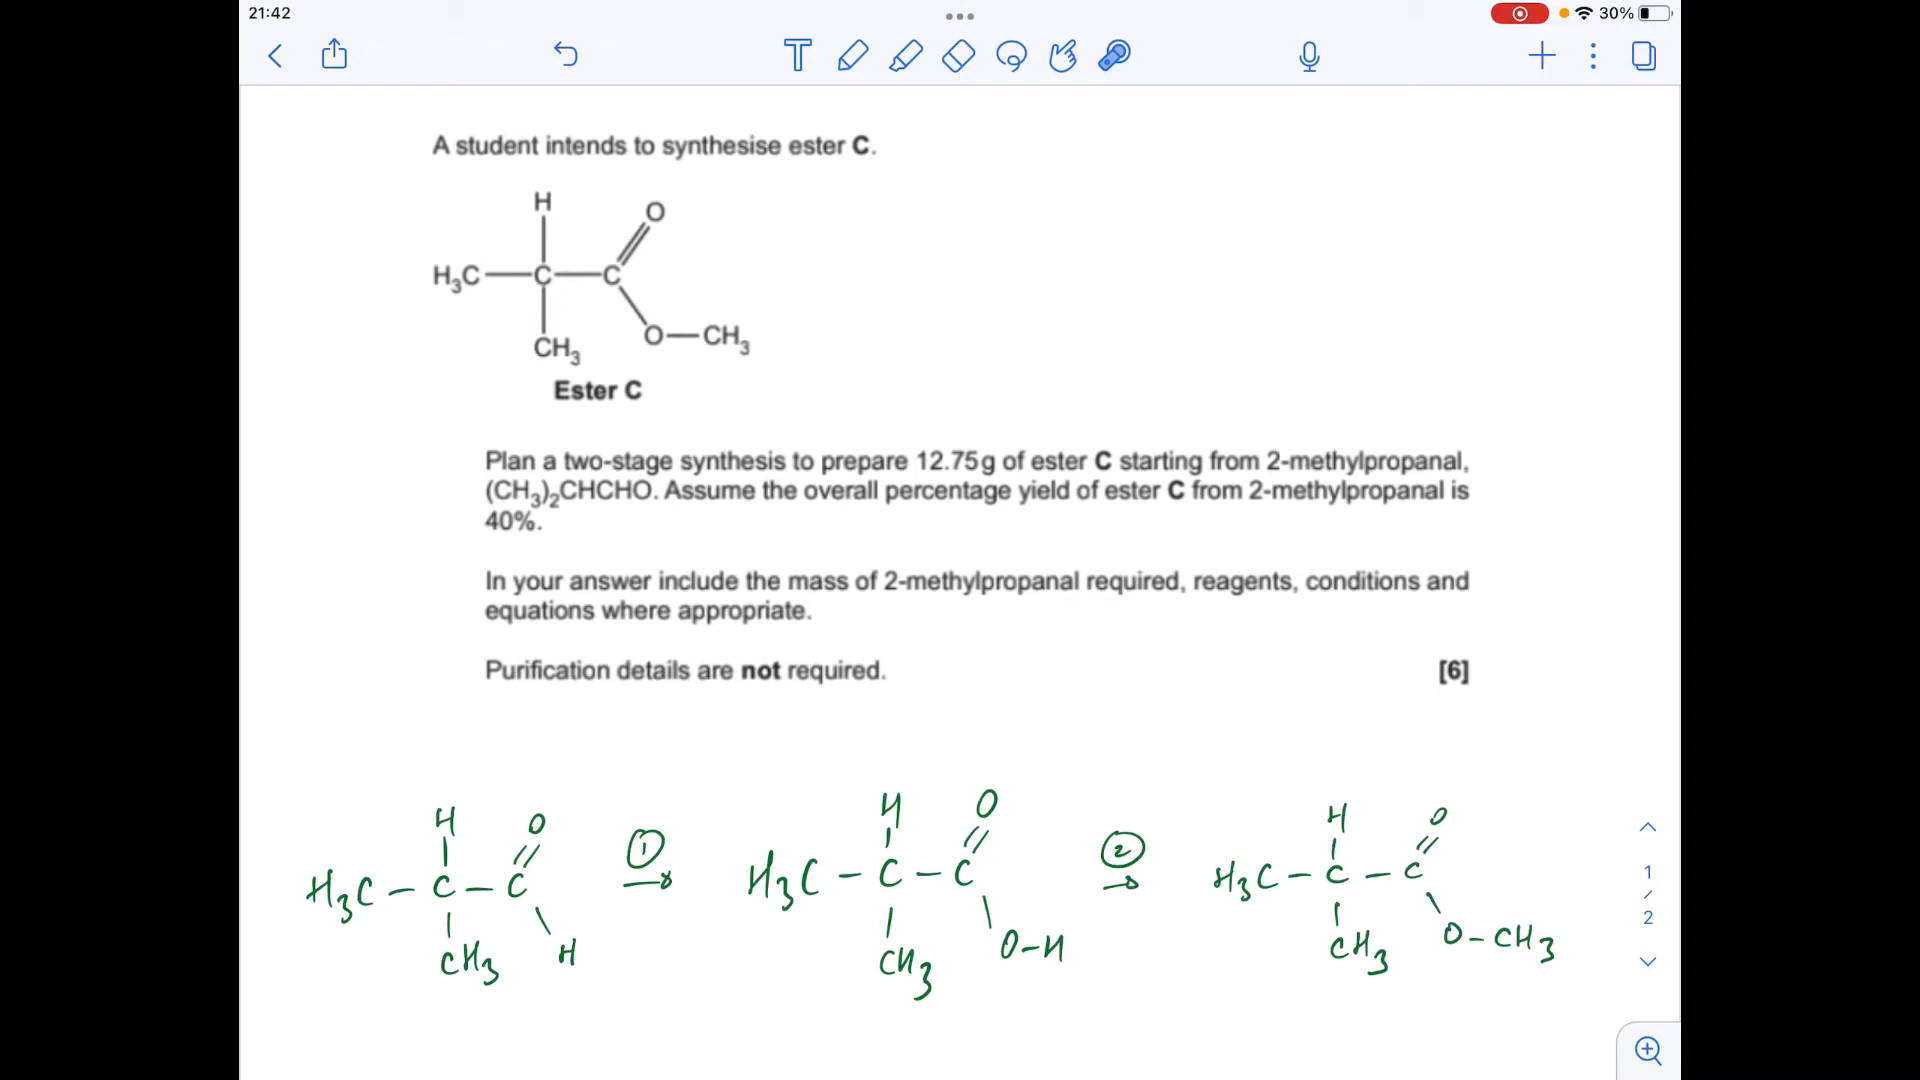 21:42
30%
T
A student intends to synthesise ester C.
H
O
H₃C—C—C
CH₃
O—CH₃
Ester C
Plan a two-stage synthesis to prepare 12.75g of ester C starting from 2-methylpropanal,
(CH₃)₂CHCHO. Assume the overall percentage yield of ester C from 2-methylpropanal is
40%.
In your answer include the mass of 2-methylpropanal required, reagents, conditions and
equations where appropriate.
Purification details are not required. [6]
H O ① H O ② H O
H₃C – C – C → H₃C – C – C → H₃C – C – C
CH₃ H CH₃ O–H CH₃ O–CH₃
1
/
2